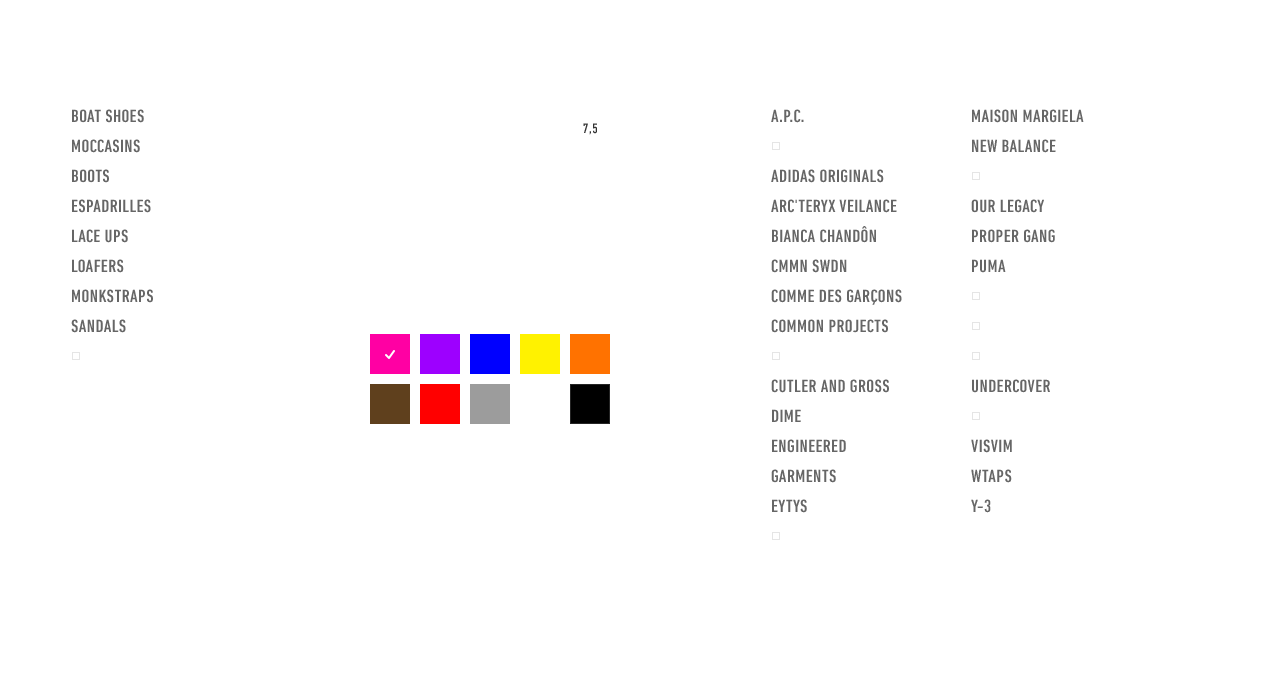 BOAT SHOES
MOCCASINS
BOOTS
ESPADRILLES
LACE UPS
LOAFERS
MONKSTRAPS
SANDALS
7,5
A.P.C.
ADIDAS ORIGINALS
ARC'TERYX VEILANCE
BIANCA CHANDÔN
CMMN SWDN
COMME DES GARÇONS
COMMON PROJECTS
CUTLER AND GROSS
DIME
ENGINEERED
GARMENTS
EYTYS
MAISON MARGIELA
NEW BALANCE
OUR LEGACY
PROPER GANG
PUMA
UNDERCOVER
VISVIM
WTAPS
Y-3